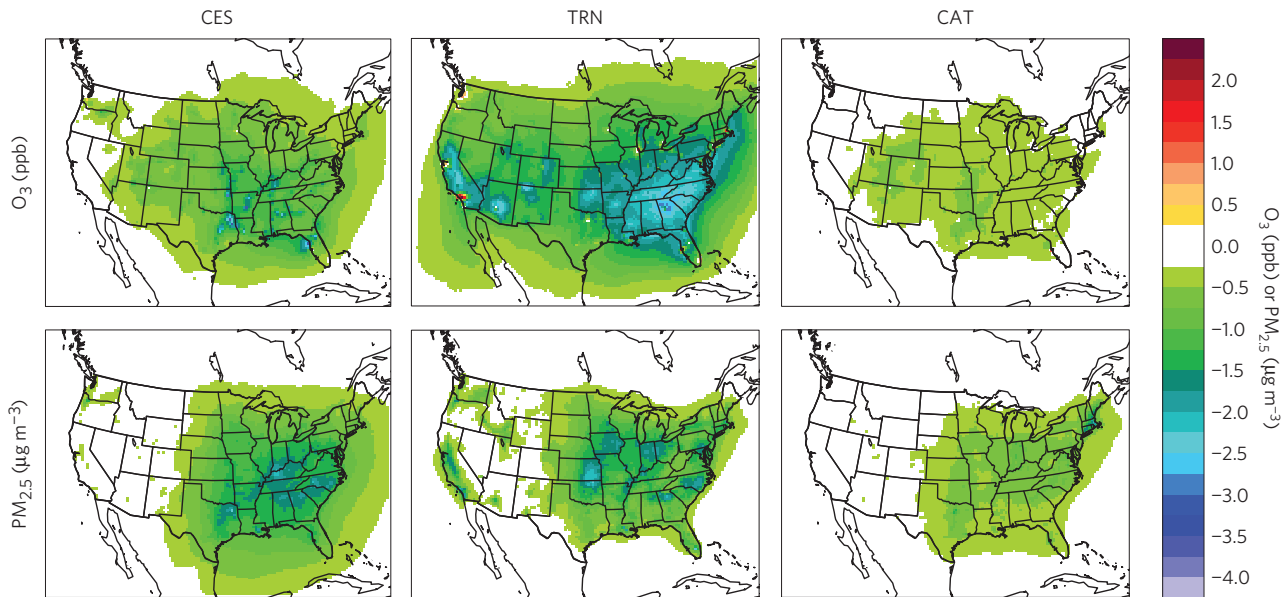 CES
TRN
CAT
O₃ (ppb)
PM₂.₅ (μg m⁻³)
2.0
1.5
1.0
0.5
0.0
−0.5
−1.0
−1.5
−2.0
−2.5
−3.0
−3.5
−4.0
O₃ (ppb) or PM₂.₅ (μg m⁻³)